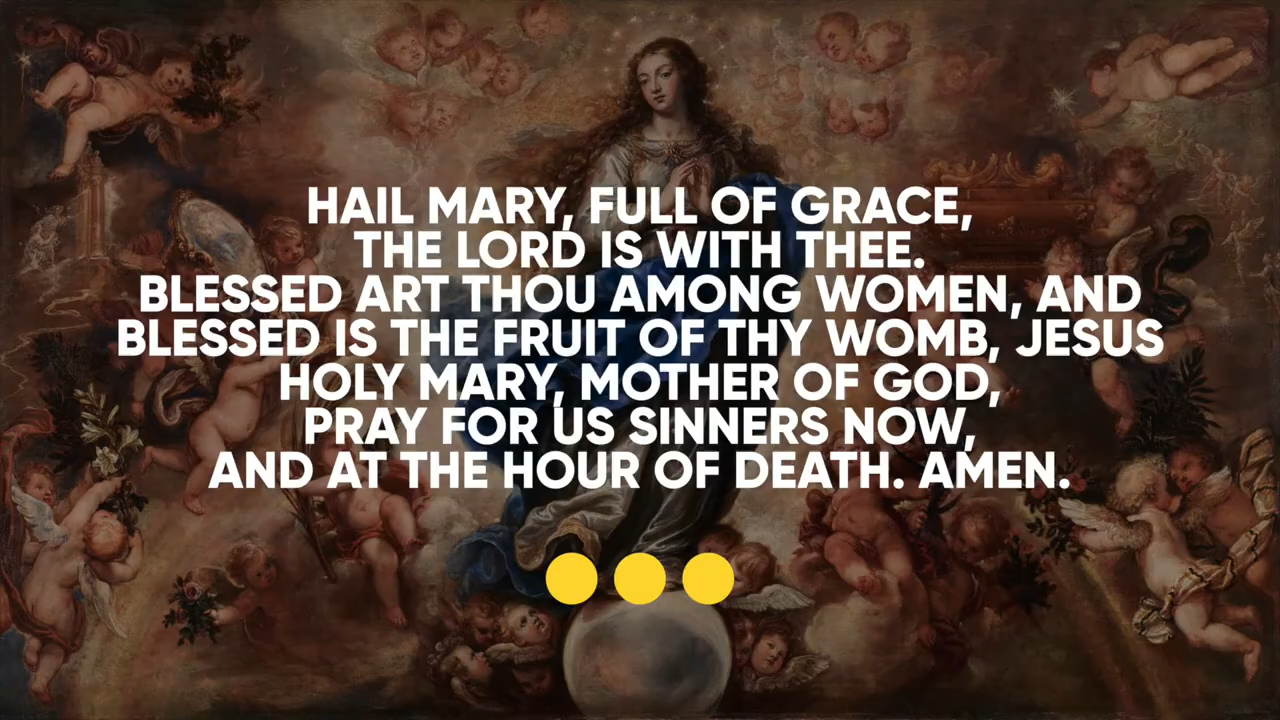 HAIL MARY, FULL OF GRACE,
THE LORD IS WITH THEE.
BLESSED ART THOU AMONG WOMEN, AND
BLESSED IS THE FRUIT OF THY WOMB, JESUS
HOLY MARY, MOTHER OF GOD,
PRAY FOR US SINNERS NOW,
AND AT THE HOUR OF DEATH. AMEN.